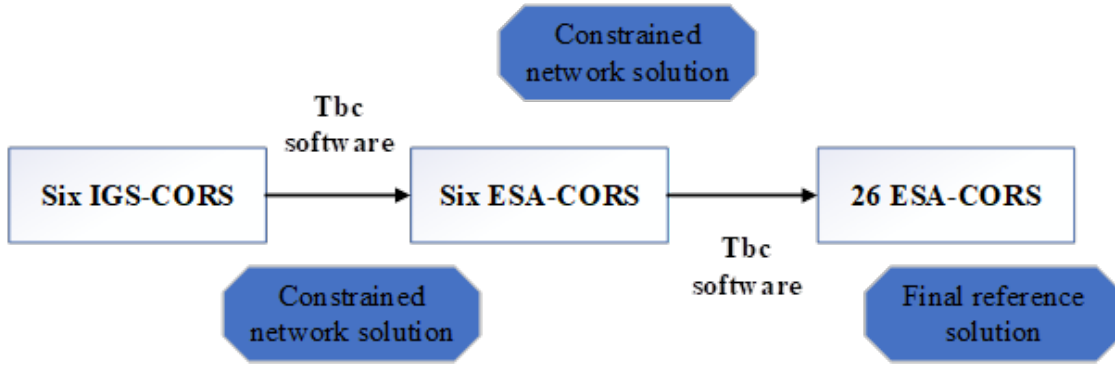 Constrained
network solution
Tbc
software
Six IGS-CORS
Six ESA-CORS
26 ESA-CORS
Tbc
software
Constrained
network solution
Final reference
solution